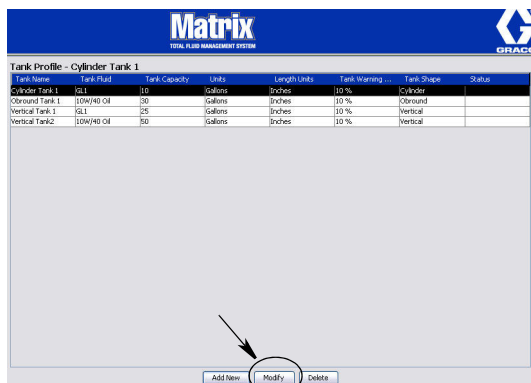 Matrix
TOTAL FLUID MANAGEMENT SYSTEM
GRACO
Tank Profile - Cylinder Tank 1
Tank Name Tank Fluid Tank Capacity Units Length Units Tank Warning ... Tank Shape Status
Cylinder Tank 1 GL1 10 Gallons Inches 10 % Cylinder
Obround Tank 1 10W/40 Oil 30 Gallons Inches 10 % Obround
Vertical Tank 1 GL1 25 Gallons Inches 10 % Vertical
Vertical Tank2 10W/40 Oil 50 Gallons Inches 10 % Vertical
Add New Modify Delete